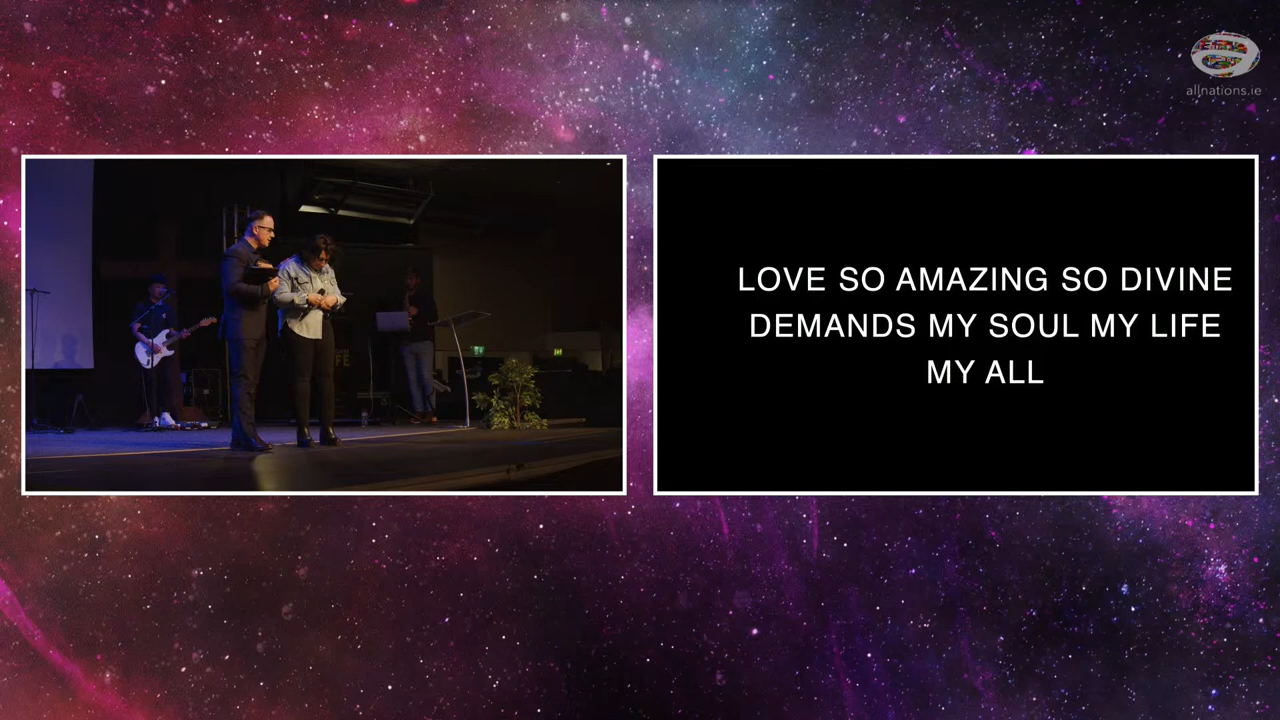 allnations.ie
LOVE SO AMAZING SO DIVINE
DEMANDS MY SOUL MY LIFE
MY ALL